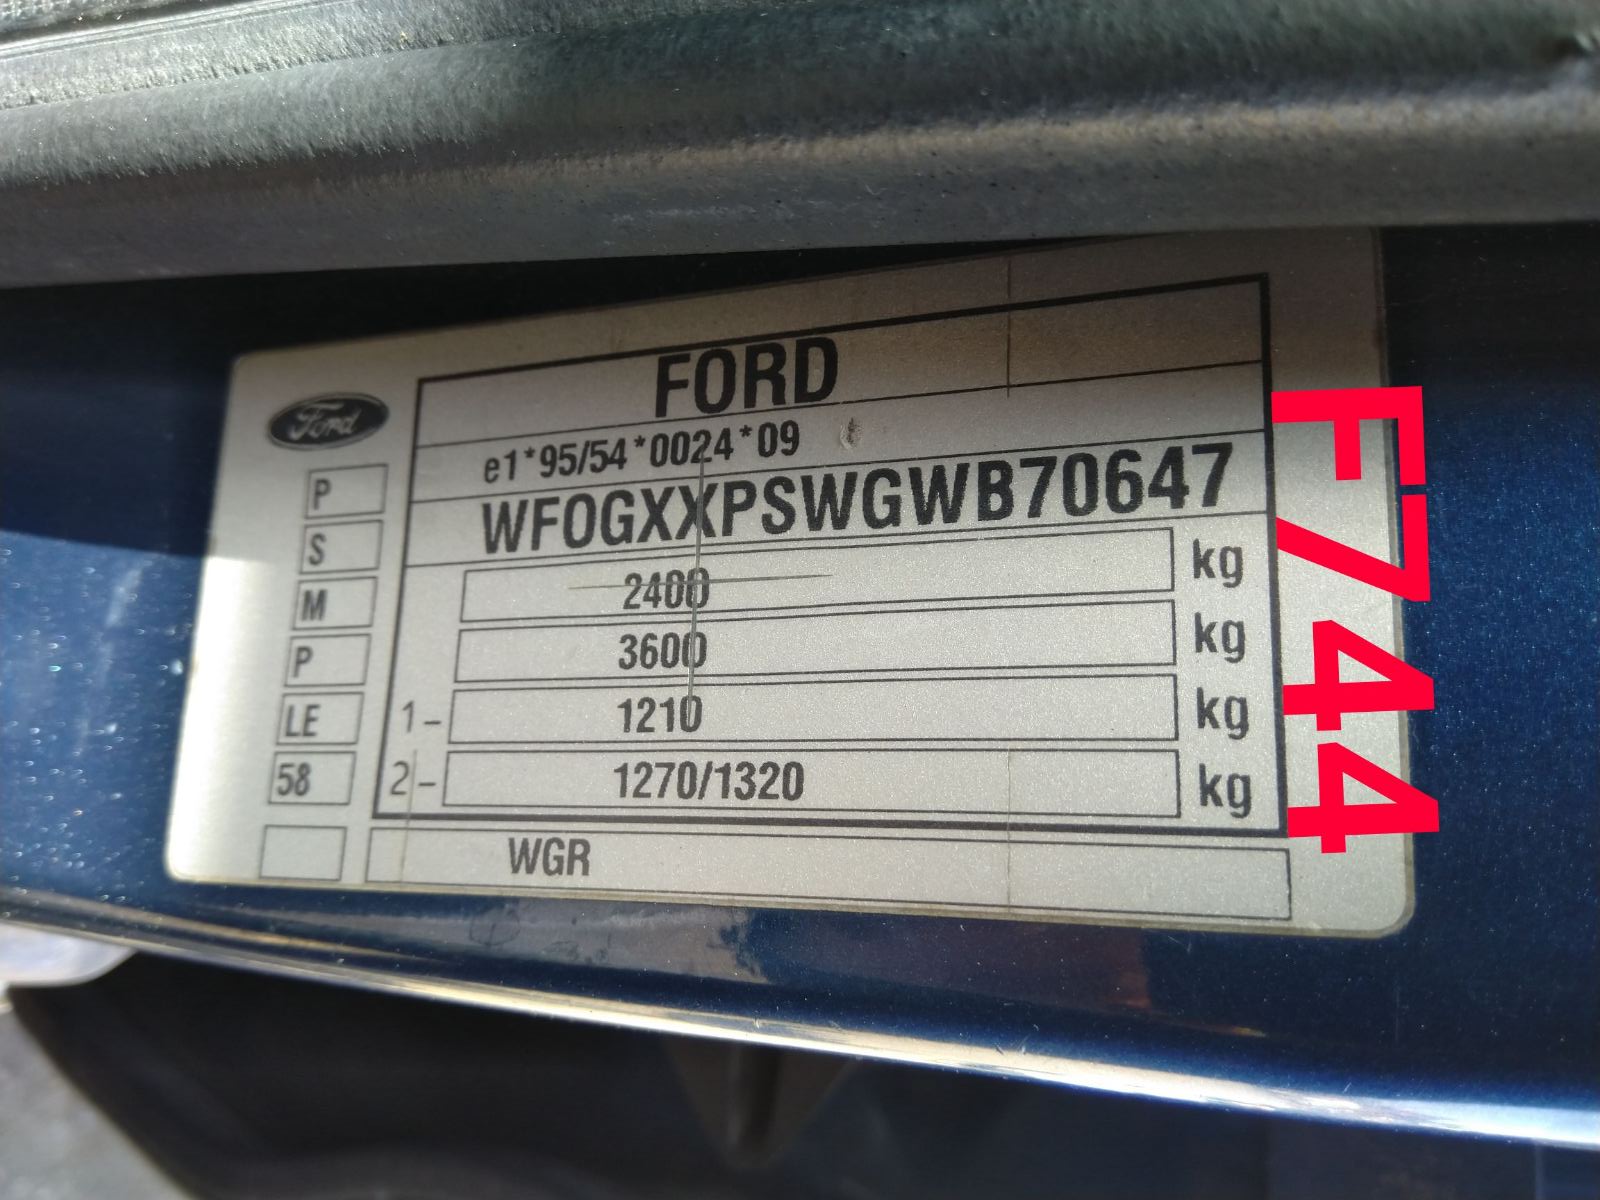 FORD
Ford
e1*95/54*0024*09
P
WF0GXXPSWGWB70647
S
2400 kg
M
3600 kg
P
1- 1210 kg
LE
2- 1270/1320 kg
58
WGR
F744